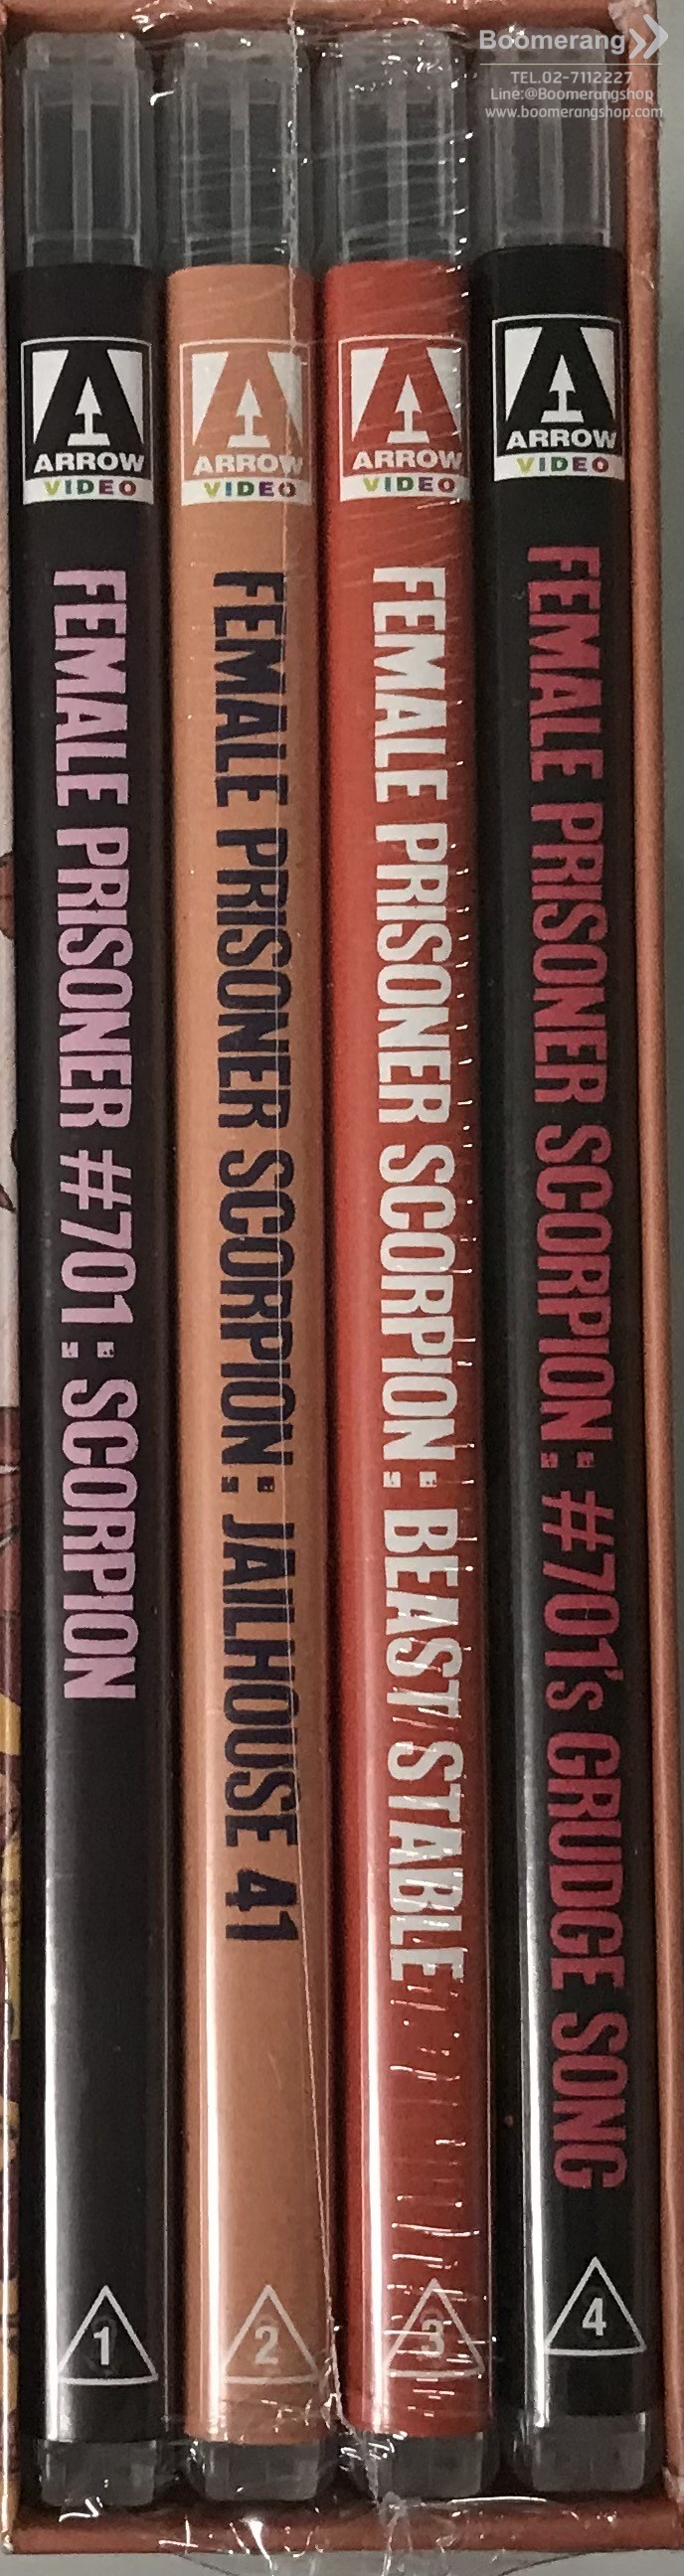 Boomerang
TEL.02-7112227
Line:@Boomerangshop
www.boomerangshop.com
ARROW
VIDEO
FEMALE PRISONER #701: SCORPION
1
ARROW
VIDEO
FEMALE PRISONER SCORPION: JAILHOUSE 41
2
ARROW
VIDEO
FEMALE PRISONER SCORPION: BEAST STABLE
3
ARROW
VIDEO
FEMALE PRISONER SCORPION: #701's GRUDGE SONG
4